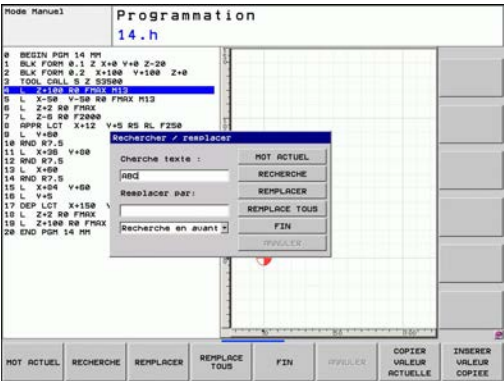 Mode Manuel
Programmation
14.h
0 BEGIN PGM 14 MM
1 BLK FORM 0.1 Z X+0 Y+0 Z-20
2 BLK FORM 0.2 X+100 Y+100 Z+0
3 TOOL CALL 5 Z S3500
4 L Z+100 R0 FMAX M13
5 L X-50 Y-50 R0 FMAX M13
6 L Z+2 R0 FMAX
7 L Z-6 R0 F2000
8 APPR LCT X+12 Y+5 R5 RL F250
9 L Y+60
10 RND R7.5
11 L X+30 Y+80
12 RND R7.5
13 L X+60
14 RND R7.5
15 L X+94 Y+60
16 L Y+5
17 DEP LCT X+150
18 L Z+2 R0 FMAX
19 L Z+100 R0 FMAX
20 END PGM 14 MM
Rechercher / remplacer
Cherche texte :
ABC
Remplacer par:
Recherche en avant
MOT ACTUEL
RECHERCHE
REMPLACER
REMPLACE TOUS
FIN
ANNULER
MOT ACTUEL
RECHERCHE
REMPLACER
REMPLACE TOUS
FIN
ANNULER
COPIER VALEUR ACTUELLE
INSERER VALEUR COPIEE